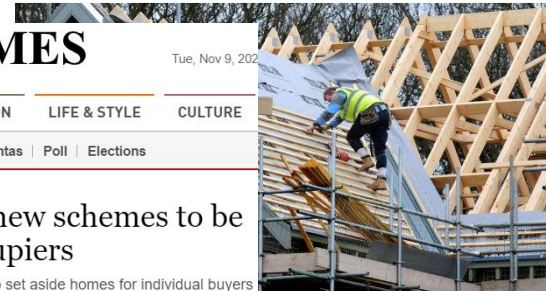 MES
Tue, Nov 9, 202
N LIFE & STYLE CULTURE
ntas | Poll | Elections
new schemes to be
upiers
set aside homes for individual buyers